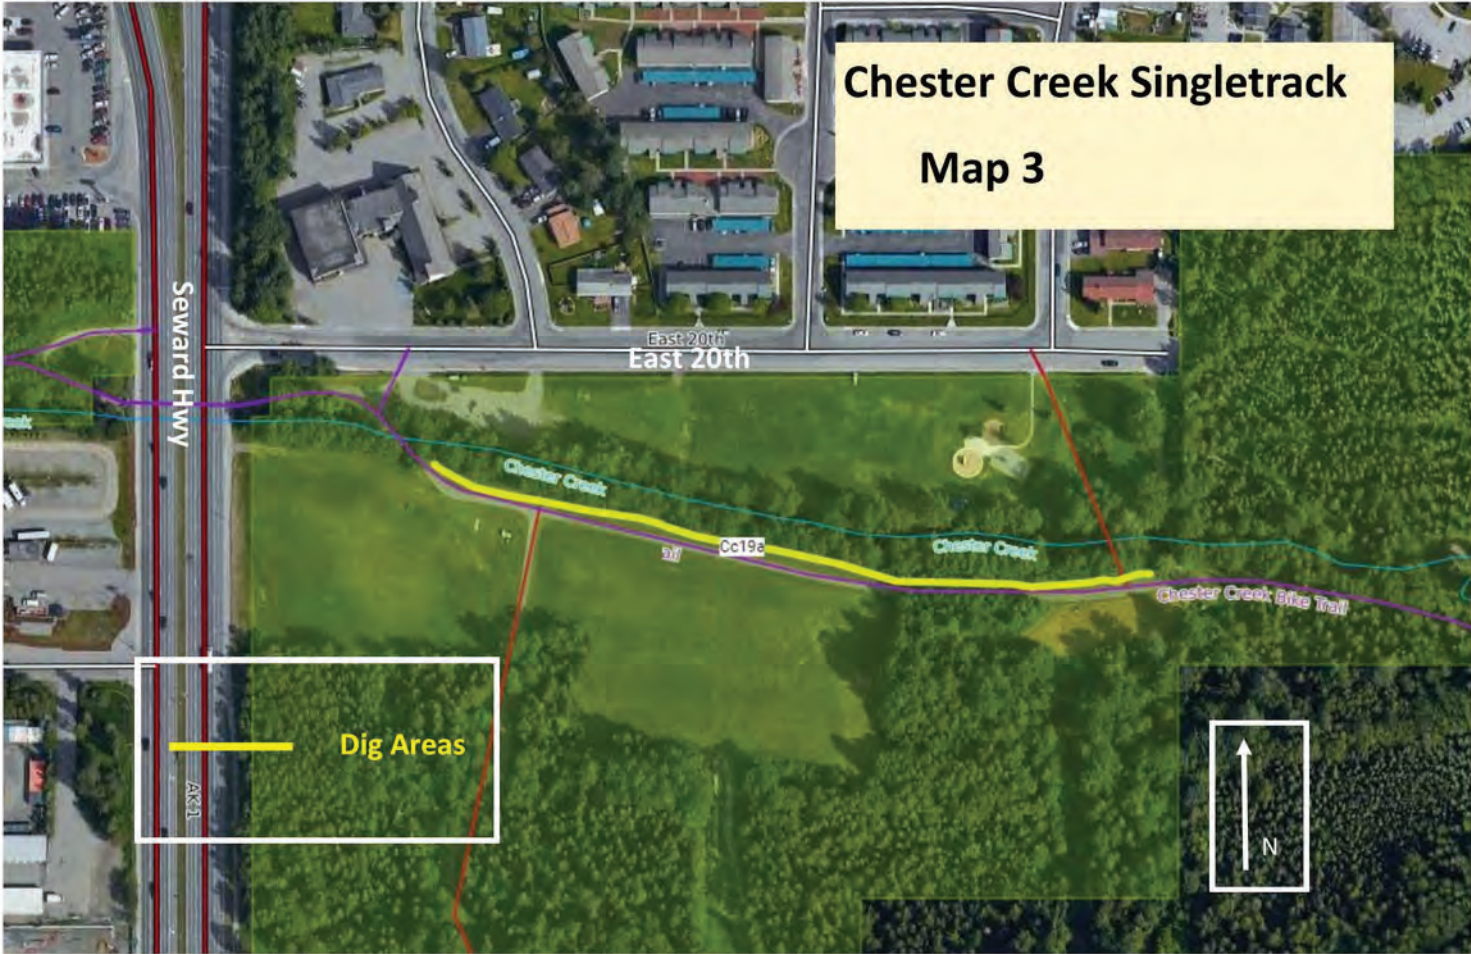 Chester Creek Singletrack
Map 3
Seward Hwy
East 20th
East 20th
eek
Chester Creek
Cc19a
Chester Creek
Chester Creek Bike Trail
Dig Areas
AK 1
N